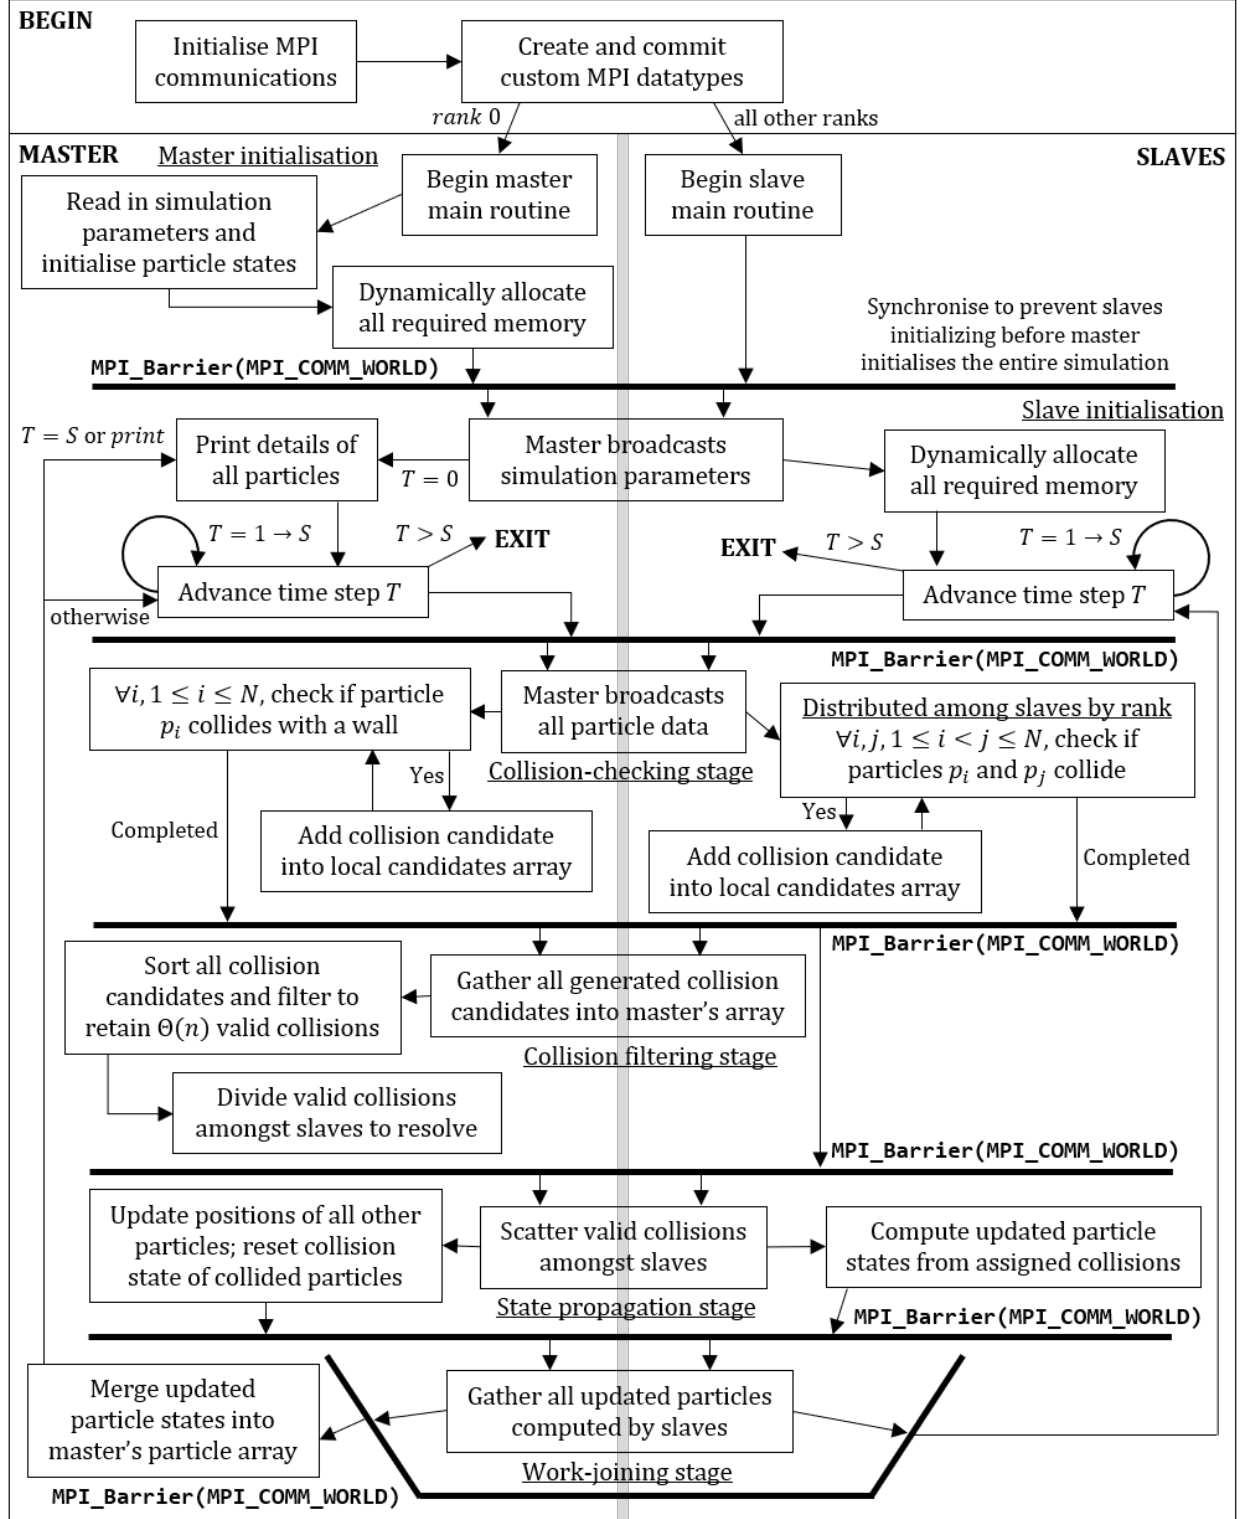 BEGIN
Initialise MPI
communications
Create and commit
custom MPI datatypes
rank 0
all other ranks
MASTER
Master initialisation
SLAVES
Begin master
main routine
Begin slave
main routine
Read in simulation
parameters and
initialise particle states
Dynamically allocate
all required memory
Synchronise to prevent slaves
initializing before master
initialises the entire simulation
MPI_Barrier(MPI_COMM_WORLD)
Slave initialisation
T = S or print
Print details of
all particles
T = 0
Master broadcasts
simulation parameters
Dynamically allocate
all required memory
T = 1 → S
T > S
EXIT
EXIT
T > S
T = 1 → S
Advance time step T
Advance time step T
otherwise
MPI_Barrier(MPI_COMM_WORLD)
∀i, 1 ≤ i ≤ N, check if particle
pᵢ collides with a wall
Master broadcasts
all particle data
Distributed among slaves by rank
∀i, j, 1 ≤ i < j ≤ N, check if
particles pᵢ and pⱼ collide
Collision-checking stage
Yes
Yes
Completed
Add collision candidate
into local candidates array
Add collision candidate
into local candidates array
Completed
MPI_Barrier(MPI_COMM_WORLD)
Sort all collision
candidates and filter to
retain Θ(n) valid collisions
Gather all generated collision
candidates into master's array
Collision filtering stage
Divide valid collisions
amongst slaves to resolve
MPI_Barrier(MPI_COMM_WORLD)
Update positions of all other
particles; reset collision
state of collided particles
Scatter valid collisions
amongst slaves
Compute updated particle
states from assigned collisions
State propagation stage
MPI_Barrier(MPI_COMM_WORLD)
Merge updated
particle states into
master's particle array
Gather all updated particles
computed by slaves
Work-joining stage
MPI_Barrier(MPI_COMM_WORLD)